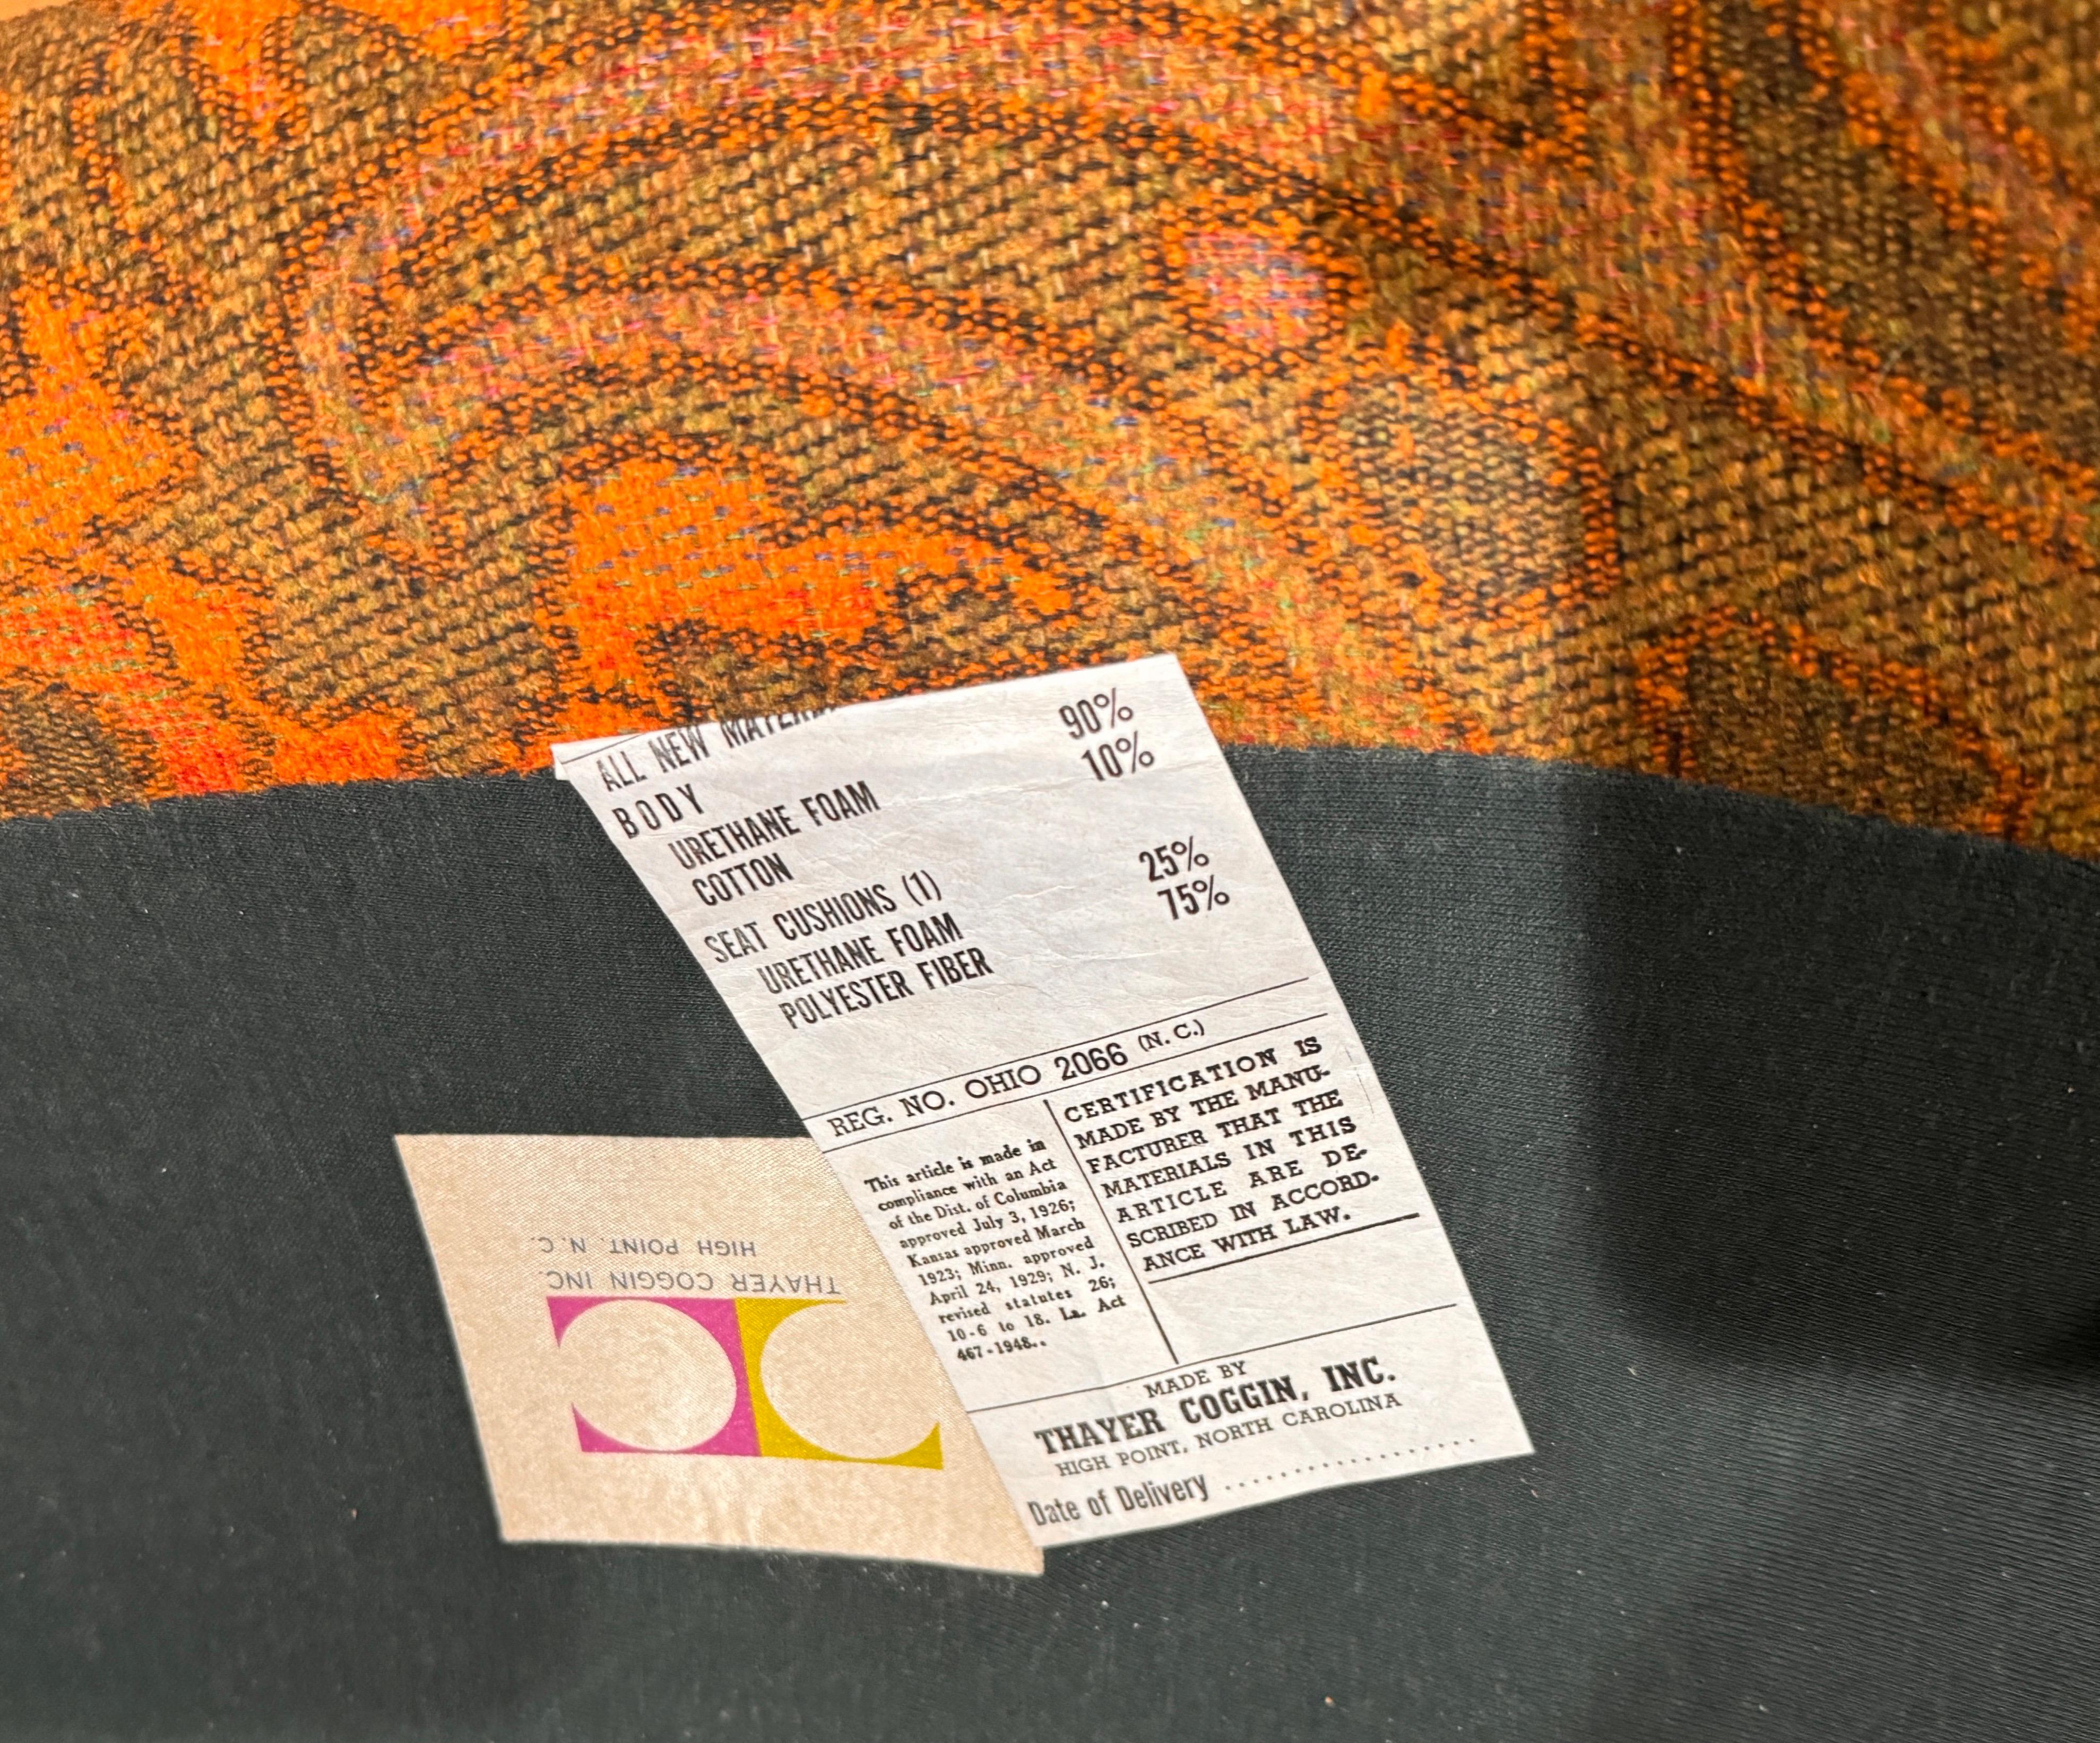 ALL NEW MATERIAL
BODY
URETHANE FOAM 90%
COTTON 10%
SEAT CUSHIONS (1)
URETHANE FOAM 25%
POLYESTER FIBER 75%
REG. NO. OHIO 2066 (N. C.)
This article is made in
compliance with an Act
of the Dist. of Columbia
approved July 3, 1926;
Kansas approved March
1923; Minn. approved
April 24, 1929; N. J.
revised statutes 26;
10-6 to 18. La. Act
467-1948..
CERTIFICATION IS
MADE BY THE MANU-
FACTURER THAT THE
MATERIALS IN THIS
ARTICLE ARE DE-
SCRIBED IN ACCORD-
ANCE WITH LAW.
MADE BY
THAYER COGGIN, INC.
HIGH POINT, NORTH CAROLINA
Date of Delivery ..................
THAYER COGGIN INC.
HIGH POINT, N.C.